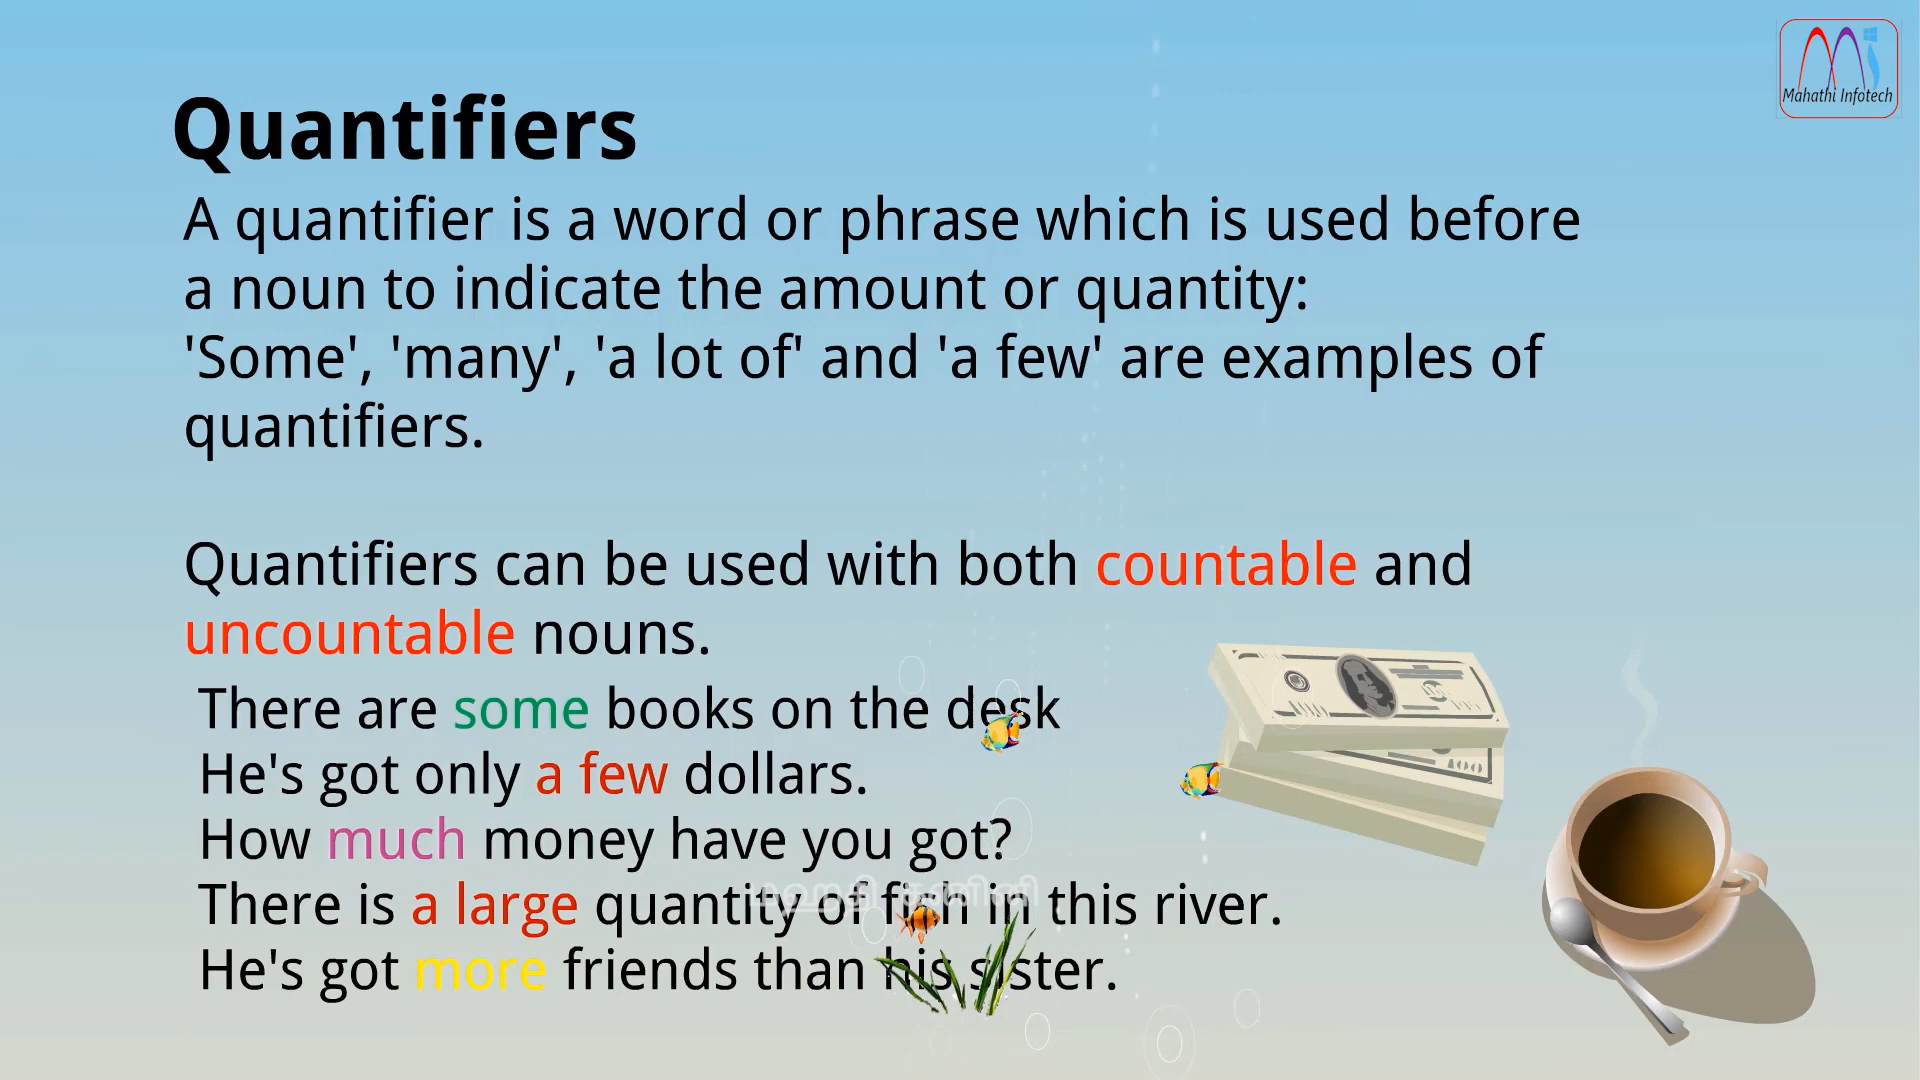 Mahathi Infotech
Quantifiers
A quantifier is a word or phrase which is used before
a noun to indicate the amount or quantity:
'Some', 'many', 'a lot of' and 'a few' are examples of
quantifiers.
Quantifiers can be used with both countable and
uncountable nouns.
There are some books on the desk
He's got only a few dollars.
How much money have you got?
There is a large quantity of fish in this river.
He's got more friends than his sister.